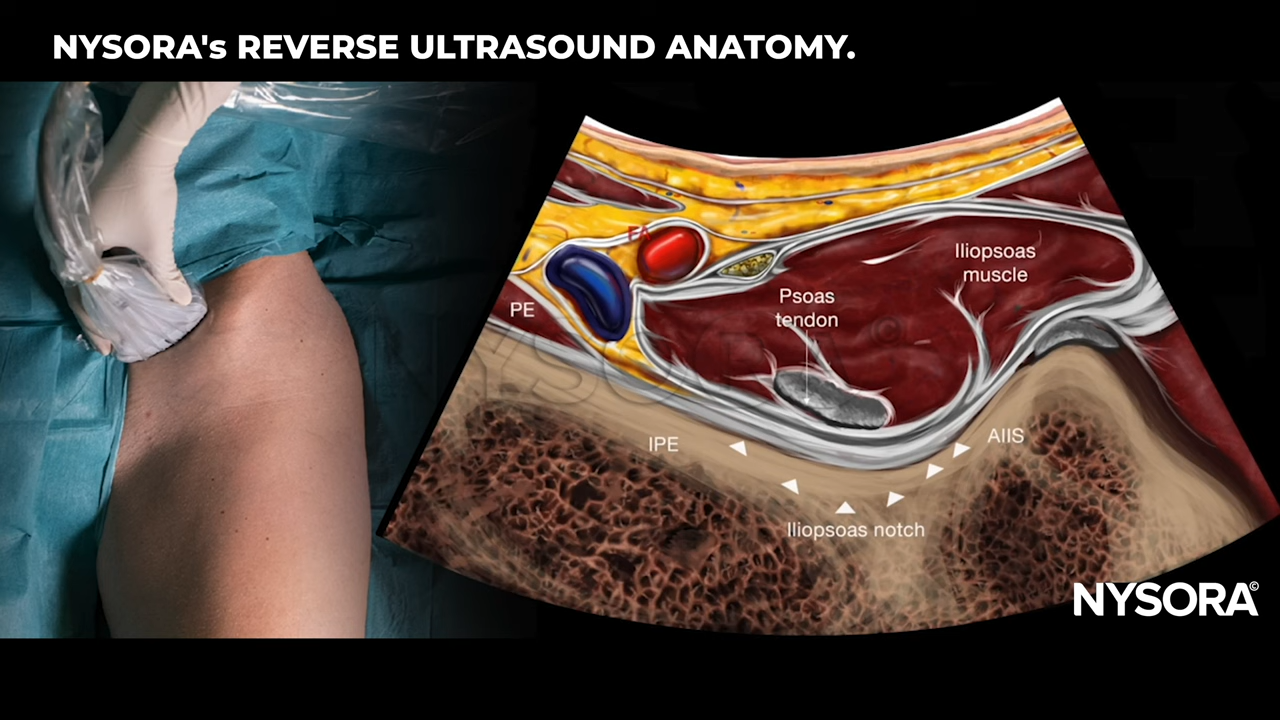 NYSORA's REVERSE ULTRASOUND ANATOMY.
FA
Iliopsoas
muscle
Psoas
tendon
PE
NYSORA©
IPE
AIIS
Iliopsoas notch
NYSORA©